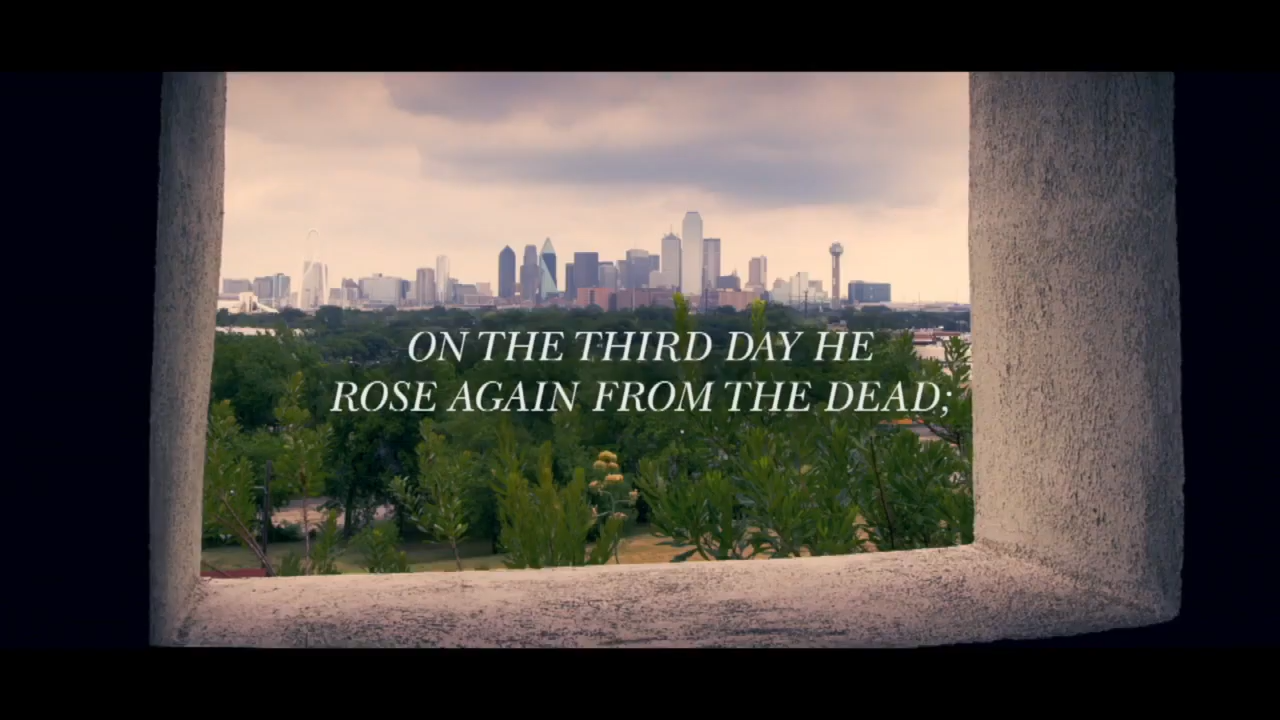 ON THE THIRD DAY HE
ROSE AGAIN FROM THE DEAD;